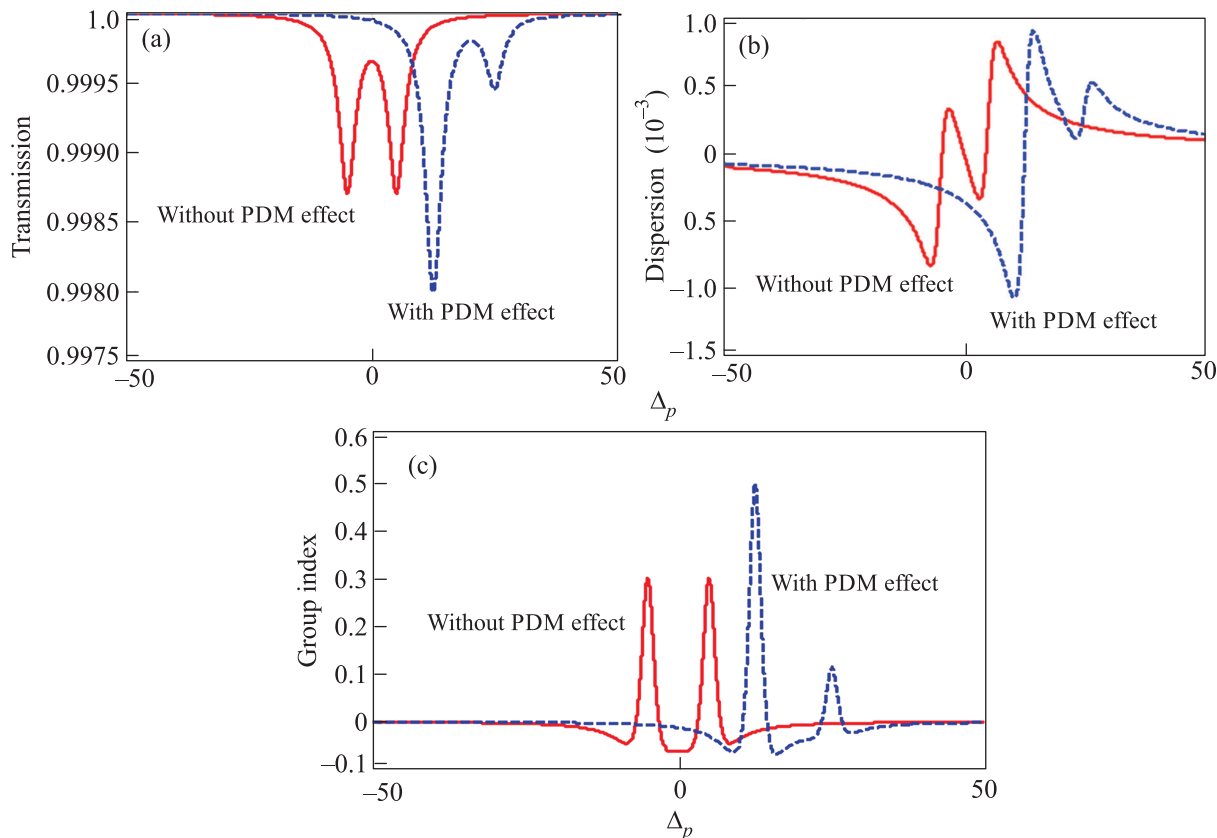 (a)
1.0
0.9995
0.9990
0.9985
0.9980
0.9975
Transmission
Without PDM effect
With PDM effect
−50
0
50
(b)
1.0
0.5
0
0.5
−1.0
−1.5
Dispersion (10⁻³)
Without PDM effect
With PDM effect
−50
0
50
Δₚ
(c)
0.6
0.5
0.4
0.3
0.1
0
−0.1
Group index
Without PDM effect
With PDM effect
−50
0
50
Δₚ